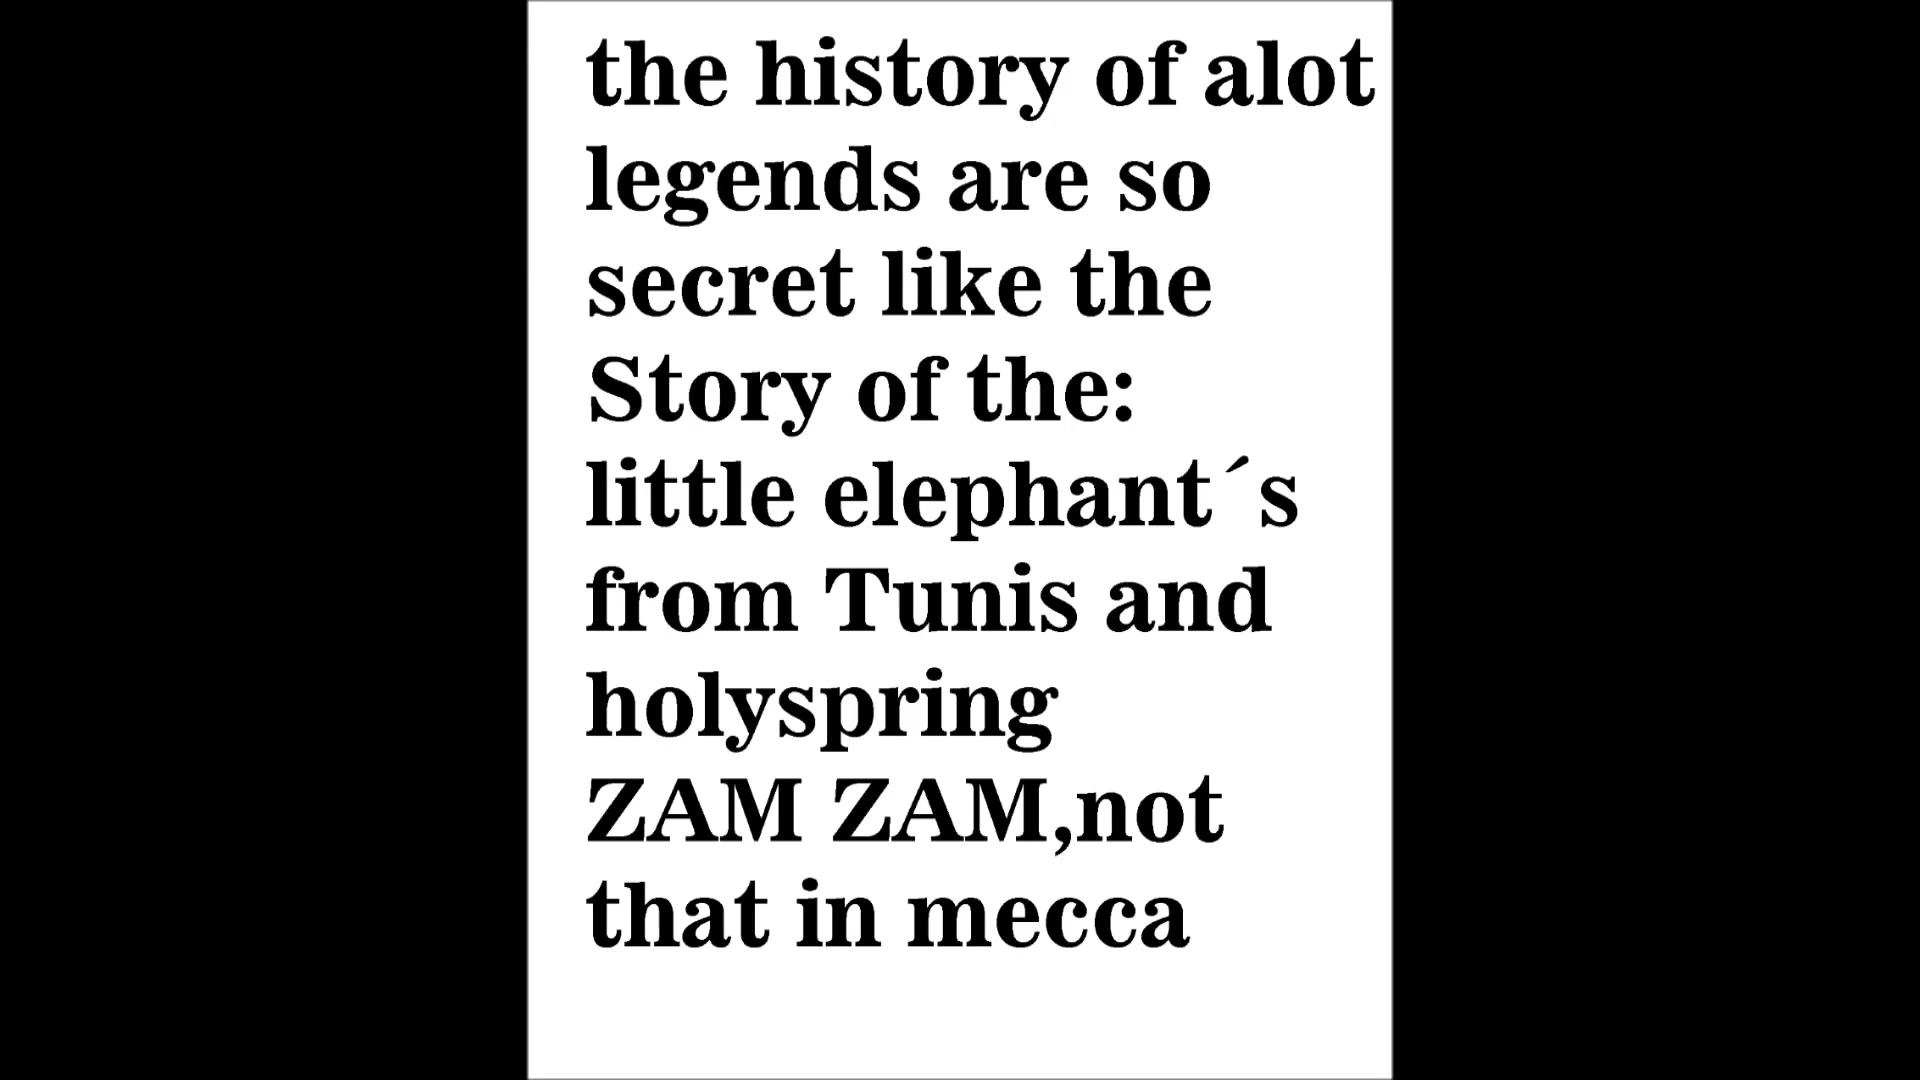 the history of alot
legends are so
secret like the
Story of the:
little elephant´s
from Tunis and
holyspring
ZAM ZAM,not
that in mecca